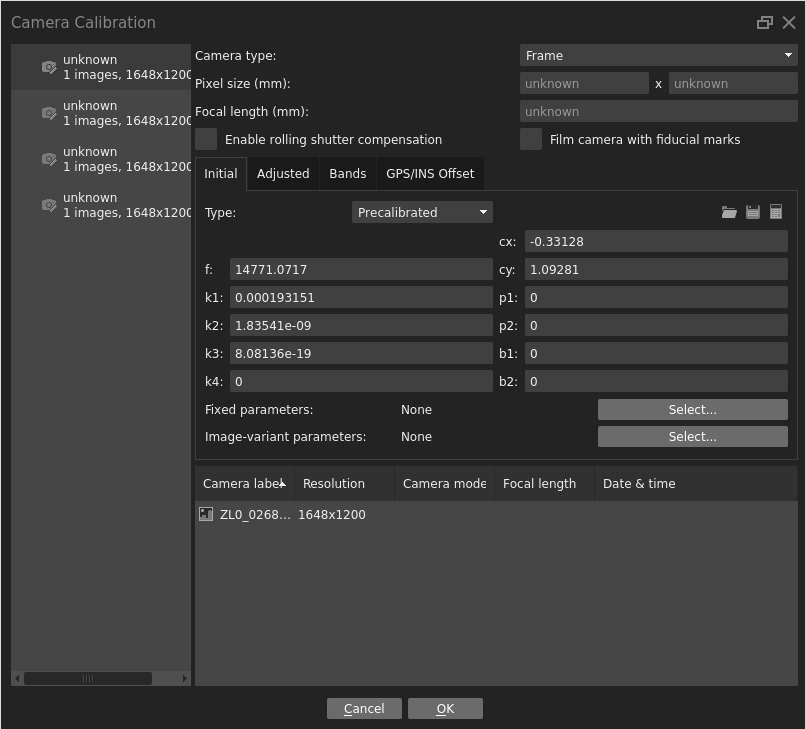 Camera Calibration
unknown
1 images, 1648x1200
unknown
1 images, 1648x1200
unknown
1 images, 1648x1200
unknown
1 images, 1648x1200
Camera type: Frame
Pixel size (mm): unknown x unknown
Focal length (mm): unknown
Enable rolling shutter compensation Film camera with fiducial marks
Initial Adjusted Bands GPS/INS Offset
Type: Precalibrated
cx: -0.33128
f: 14771.0717 cy: 1.09281
k1: 0.000193151 p1: 0
k2: 1.83541e-09 p2: 0
k3: 8.08136e-19 b1: 0
k4: 0 b2: 0
Fixed parameters: None Select...
Image-variant parameters: None Select...
Camera label Resolution Camera mode Focal length Date & time
ZL0_0268... 1648x1200
Cancel OK